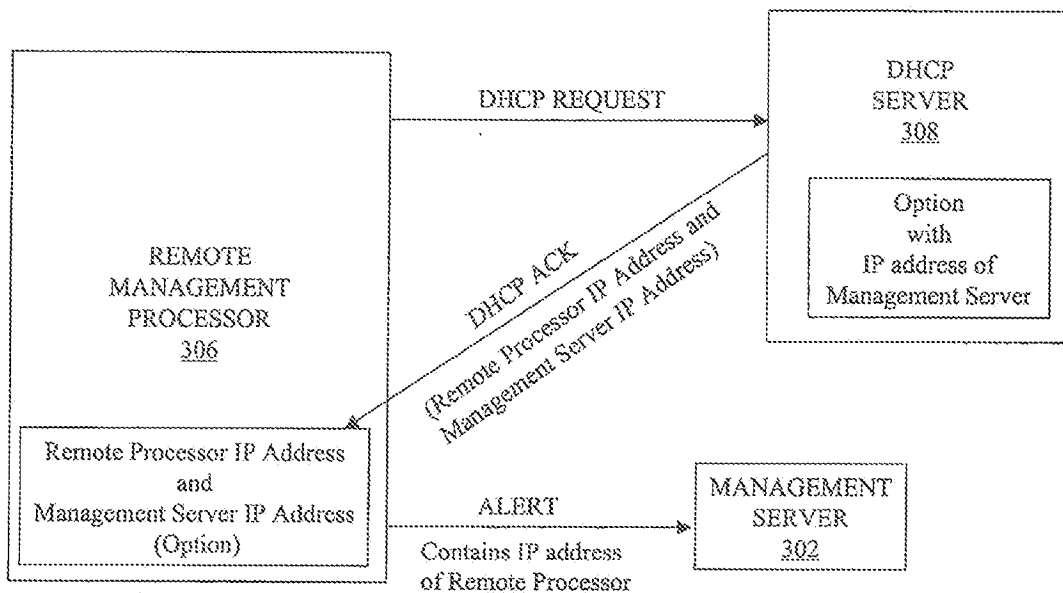 DHCP REQUEST
DHCP
SERVER
308
Option
with
IP address of
Management Server
REMOTE
MANAGEMENT
PROCESSOR
306
DHCP ACK
(Remote Processor IP Address and
Management Server IP Address)
Remote Processor IP Address
and
Management Server IP Address
(Option)
ALERT
Contains IP address
of Remote Processor
MANAGEMENT
SERVER
302